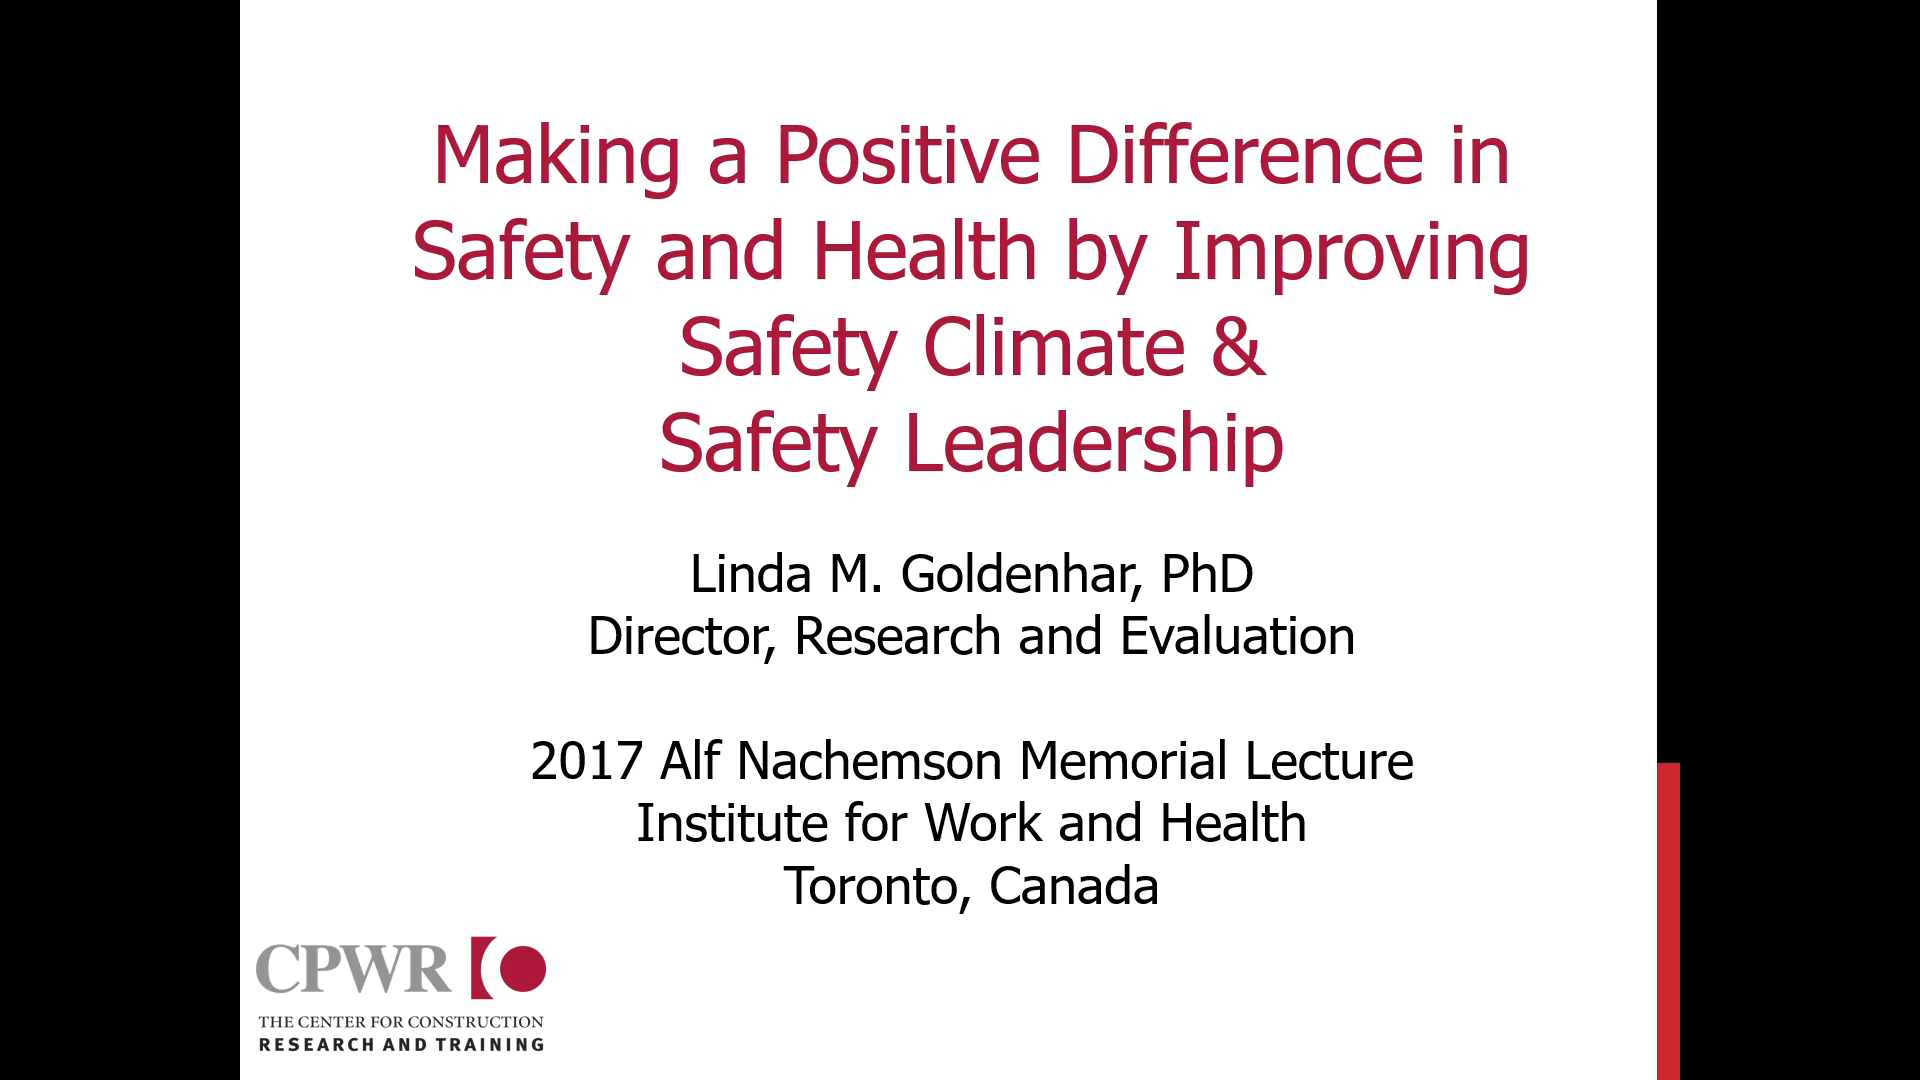 Making a Positive Difference in
Safety and Health by Improving
Safety Climate &
Safety Leadership
Linda M. Goldenhar, PhD
Director, Research and Evaluation
2017 Alf Nachemson Memorial Lecture
Institute for Work and Health
Toronto, Canada
CPWR
THE CENTER FOR CONSTRUCTION
RESEARCH AND TRAINING